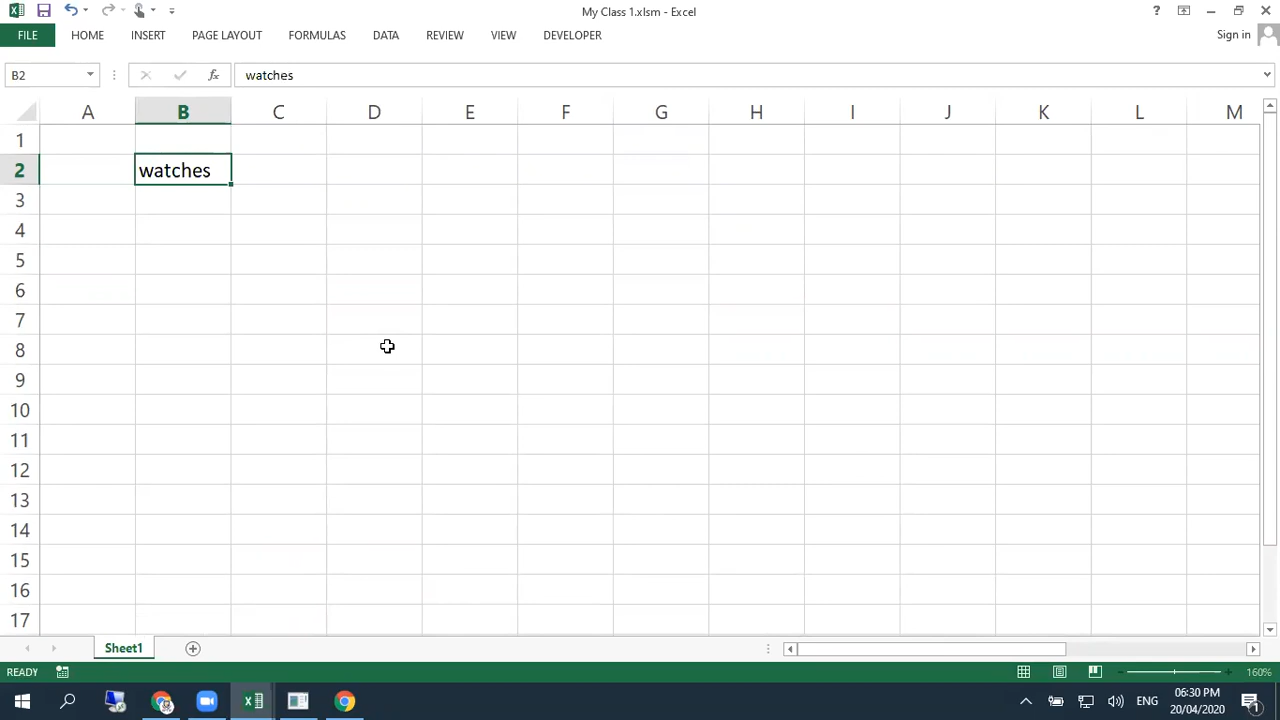 My Class 1.xlsm - Excel
?
Sign in
FILE HOME INSERT PAGE LAYOUT FORMULAS DATA REVIEW VIEW DEVELOPER
B2 fx watches
A B C D E F G H I J K L M
1
2 watches
3
4
5
6
7
8
9
10
11
12
13
14
15
16
17
Sheet1
READY 160%
ENG 06:30 PM
20/04/2020 1